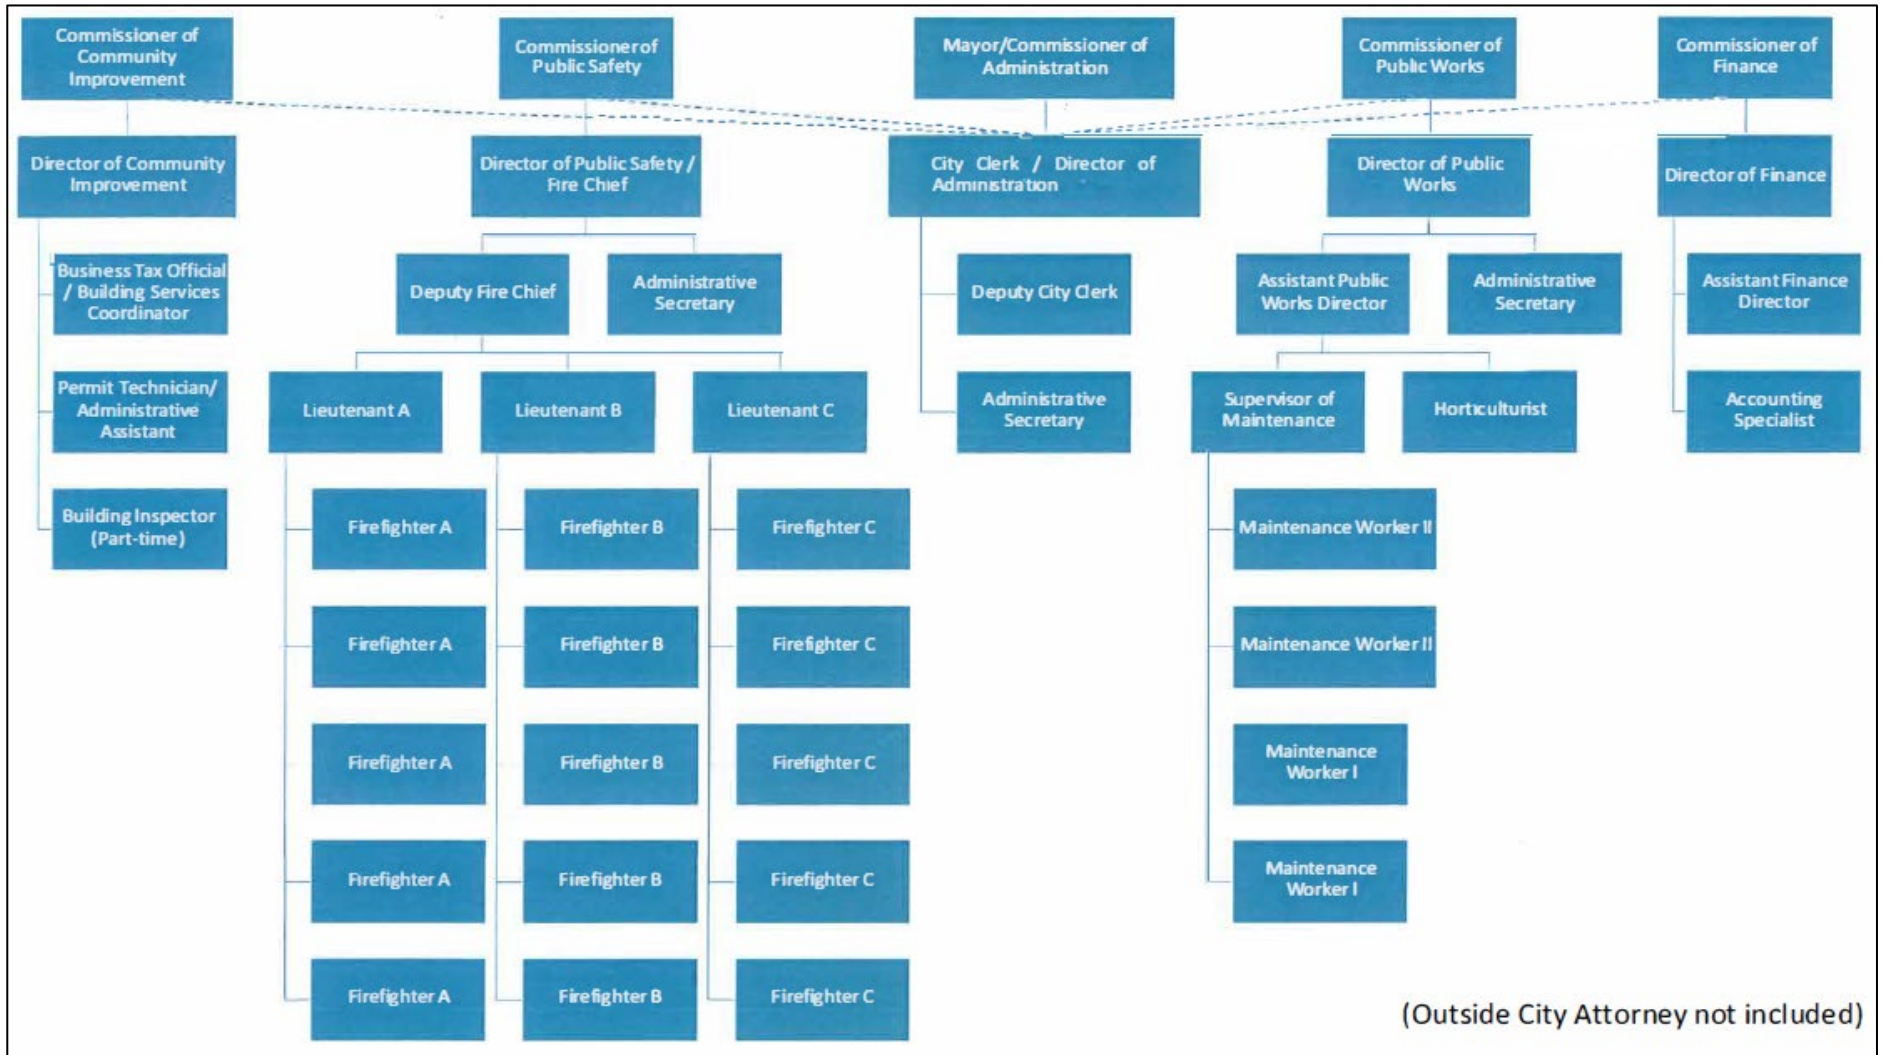 Commissioner of
Community
Improvement
Commissioner of
Public Safety
Mayor/Commissioner of
Administration
Commissioner of
Public Works
Commissioner of
Finance
Director of Community
Improvement
Director of Public Safety /
Fire Chief
City Clerk / Director of
Administration
Director of Public
Works
Director of Finance
Business Tax Official
/ Building Services
Coordinator
Deputy Fire Chief
Administrative
Secretary
Deputy City Clerk
Assistant Public
Works Director
Administrative
Secretary
Assistant Finance
Director
Permit Technician/
Administrative
Assistant
Lieutenant A
Lieutenant B
Lieutenant C
Administrative
Secretary
Supervisor of
Maintenance
Horticulturist
Accounting
Specialist
Building Inspector
(Part-time)
Firefighter A
Firefighter B
Firefighter C
Maintenance Worker II
Firefighter A
Firefighter B
Firefighter C
Maintenance Worker II
Firefighter A
Firefighter B
Firefighter C
Maintenance
Worker I
Firefighter A
Firefighter B
Firefighter C
Maintenance
Worker I
Firefighter A
Firefighter B
Firefighter C
(Outside City Attorney not included)